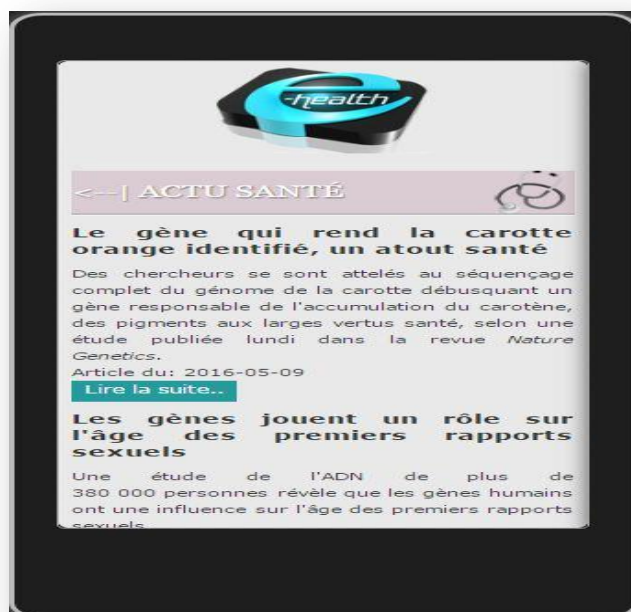 e-health
<--| ACTU SANTÉ
Le gène qui rend la carotte
orange identifié, un atout santé
Des chercheurs se sont attelés au séquençage
complet du génome de la carotte débusquant un
gène responsable de l'accumulation du carotène,
des pigments aux larges vertus santé, selon une
étude publiée lundi dans la revue Nature
Genetics.
Article du: 2016-05-09
Lire la suite..
Les gènes jouent un rôle sur
l'âge des premiers rapports
sexuels
Une étude de l'ADN de plus de
380 000 personnes révèle que les gènes humains
ont une influence sur l'âge des premiers rapports
sexuels